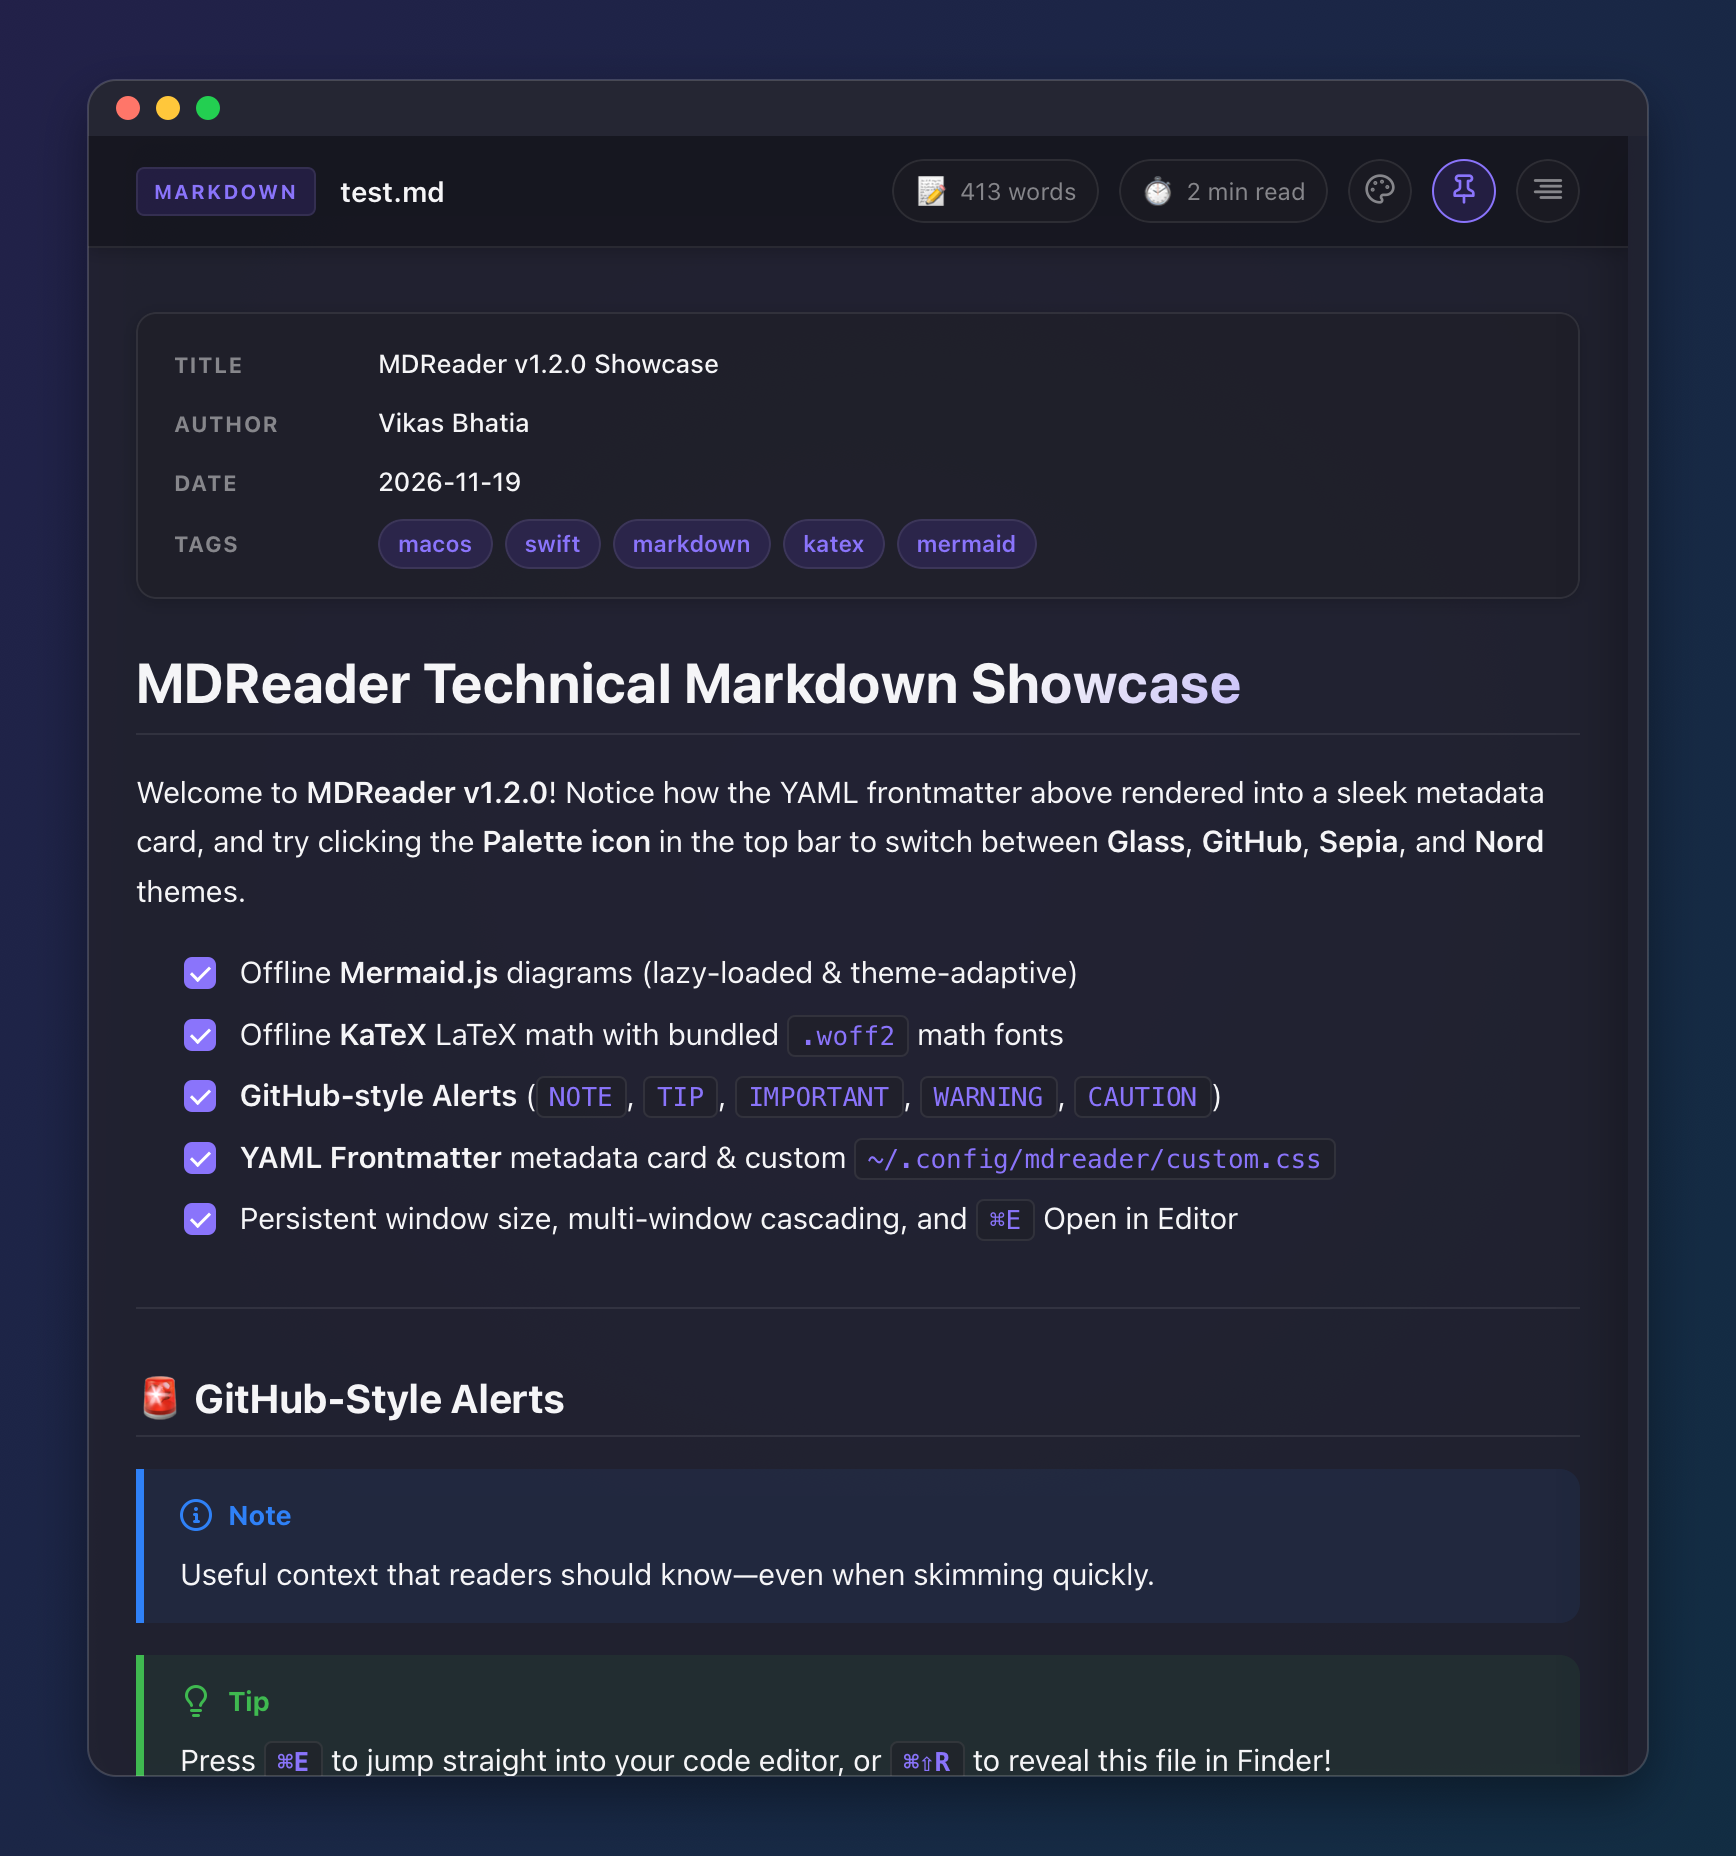 MARKDOWN test.md 📝 413 words ⏱️ 2 min read
TITLE MDReader v1.2.0 Showcase
AUTHOR Vikas Bhatia
DATE 2026-11-19
TAGS macos swift markdown katex mermaid
MDReader Technical Markdown Showcase
Welcome to MDReader v1.2.0! Notice how the YAML frontmatter above rendered into a sleek metadata
card, and try clicking the Palette icon in the top bar to switch between Glass, GitHub, Sepia, and Nord
themes.
Offline Mermaid.js diagrams (lazy-loaded & theme-adaptive)
Offline KaTeX LaTeX math with bundled .woff2 math fonts
GitHub-style Alerts (NOTE, TIP, IMPORTANT, WARNING, CAUTION)
YAML Frontmatter metadata card & custom ~/.config/mdreader/custom.css
Persistent window size, multi-window cascading, and ⌘E Open in Editor
🚨 GitHub-Style Alerts
Note
Useful context that readers should know—even when skimming quickly.
Tip
Press ⌘E to jump straight into your code editor, or ⌘⇧R to reveal this file in Finder!